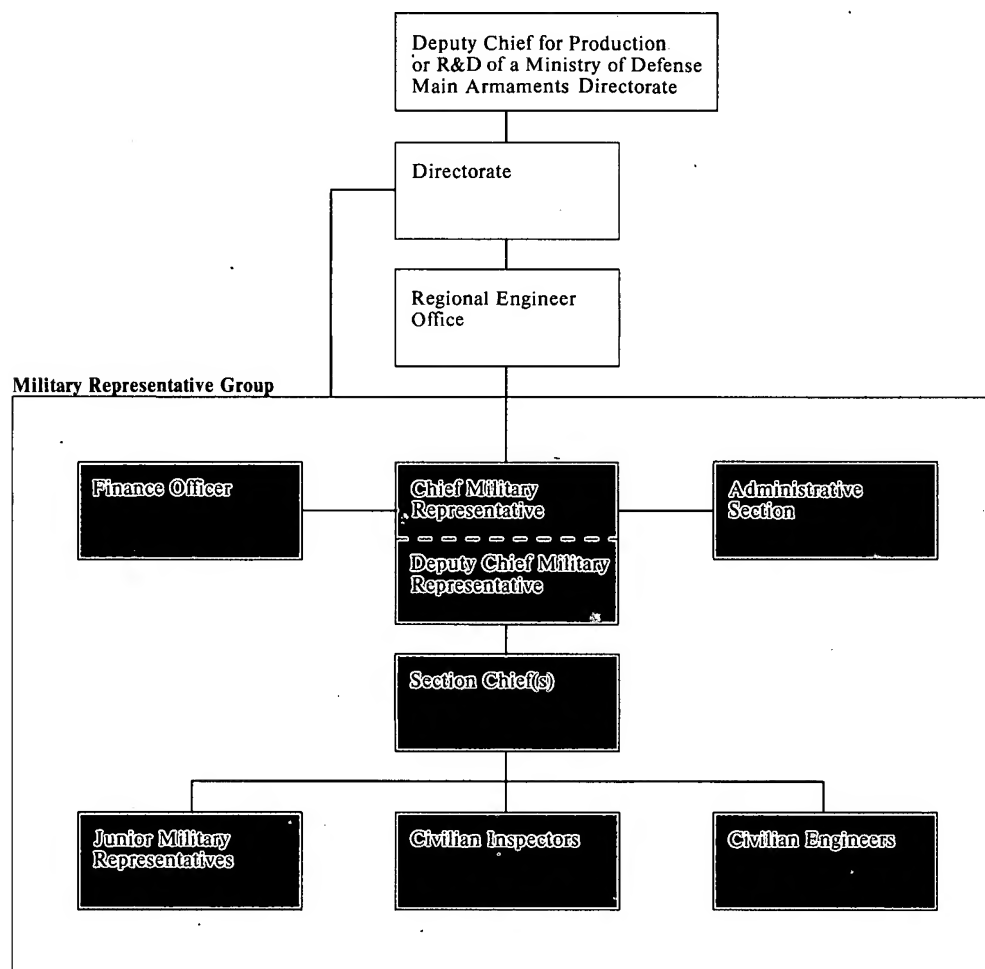 Deputy Chief for Production
or R&D of a Ministry of Defense
Main Armaments Directorate
Directorate
Regional Engineer
Office
Military Representative Group
Finance Officer
Chief Military
Representative
Administrative
Section
Deputy Chief Military
Representative
Section Chief(s)
Junior Military
Representatives
Civilian Inspectors
Civilian Engineers